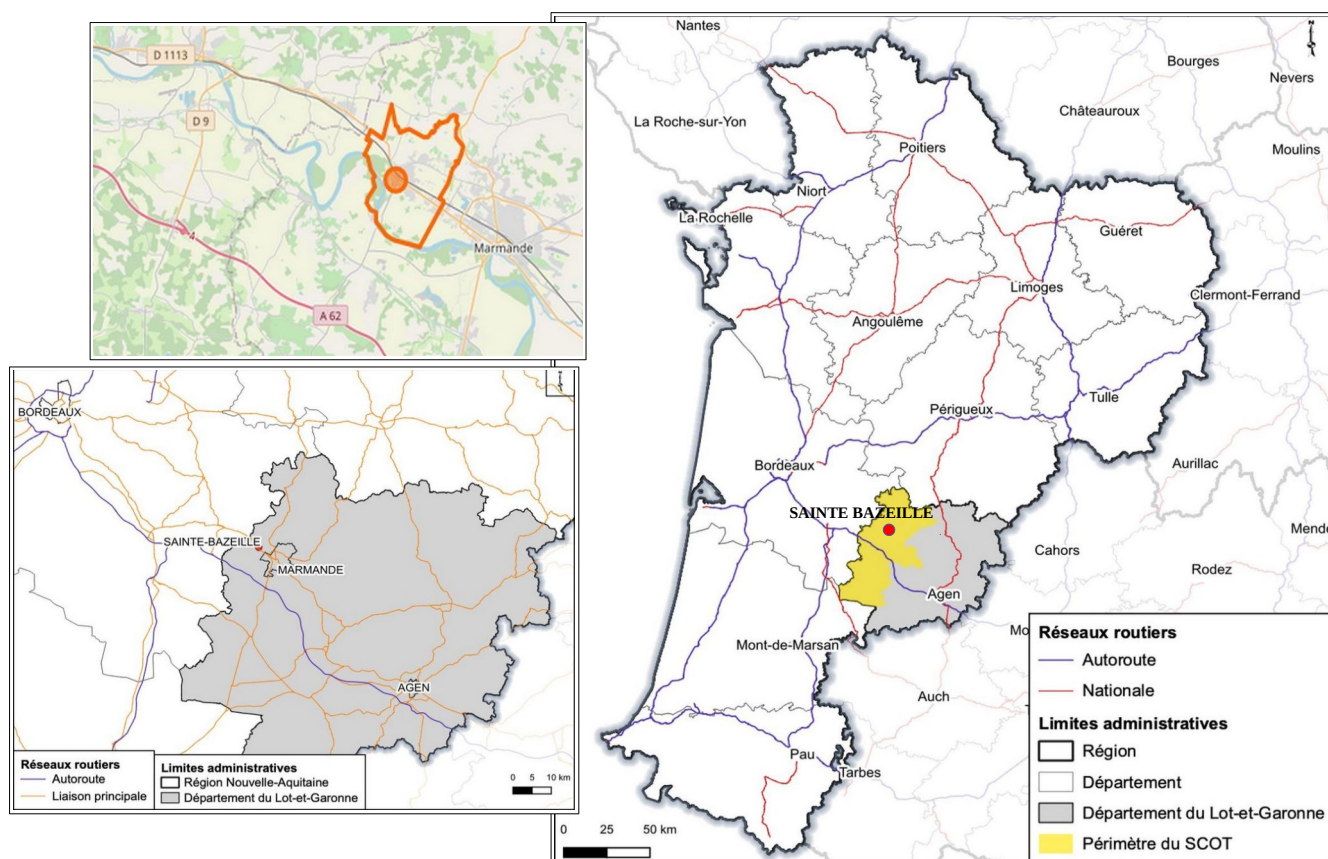 D 1113
D 9
4
A 62
Marmande
BORDEAUX
SAINTE-BAZEILLE
MARMANDE
AGEN
Réseaux routiers
Autoroute
Liaison principale
Limites administratives
Région Nouvelle-Aquitaine
Département du Lot-et-Garonne
0 5 10 km
Nantes
Bourges
Nevers
Châteauroux
La Roche-sur-Yon
Moulins
Poitiers
Niort
La Rochelle
Guéret
Limoges
Clermont-Ferrand
Angoulême
Tulle
Périgueux
Aurillac
Bordeaux
SAINTE BAZEILLE
Mende
Cahors
Rodez
Agen
Mont-de-Marsan
Auch
Pau
Tarbes
Réseaux routiers
Autoroute
Nationale
Limites administratives
Région
Département
Département du Lot-et-Garonne
Périmètre du SCOT
0 25 50 km